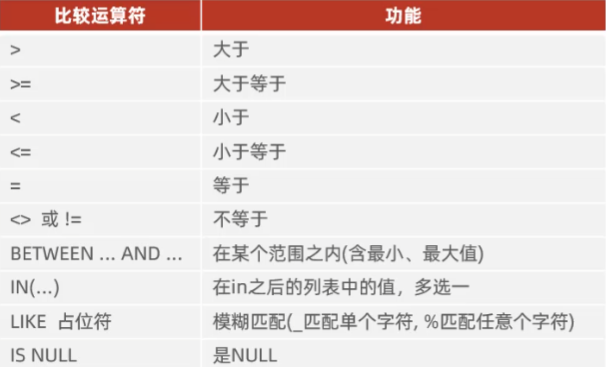 比较运算符 功能
> 大于
>= 大于等于
< 小于
<= 小于等于
= 等于
<> 或 != 不等于
BETWEEN ... AND ... 在某个范围之内(含最小、最大值)
IN(...) 在in之后的列表中的值，多选一
LIKE 占位符 模糊匹配(_匹配单个字符, %匹配任意个字符)
IS NULL 是NULL